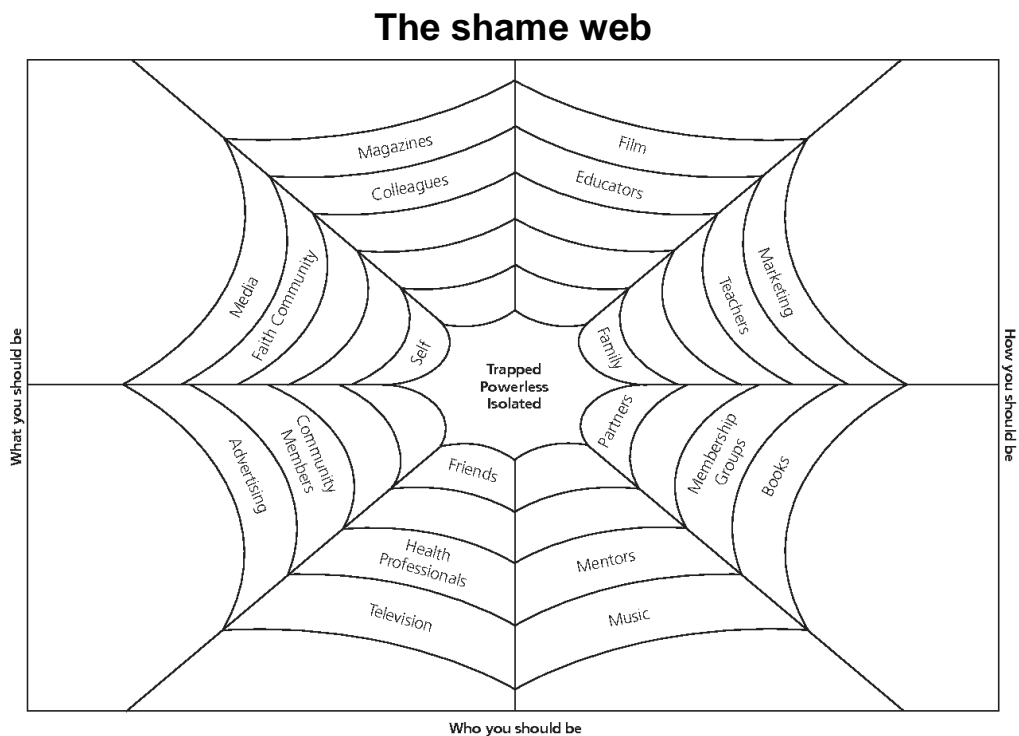 The shame web
Magazines
Film
Colleagues
Educators
Media
Faith Community
Teachers
Marketing
Self
Family
What you should be
Trapped
Powerless
Isolated
How you should be
Advertising
Community
Members
Partners
Membership
Groups
Books
Friends
Health
Professionals
Mentors
Television
Music
Who you should be